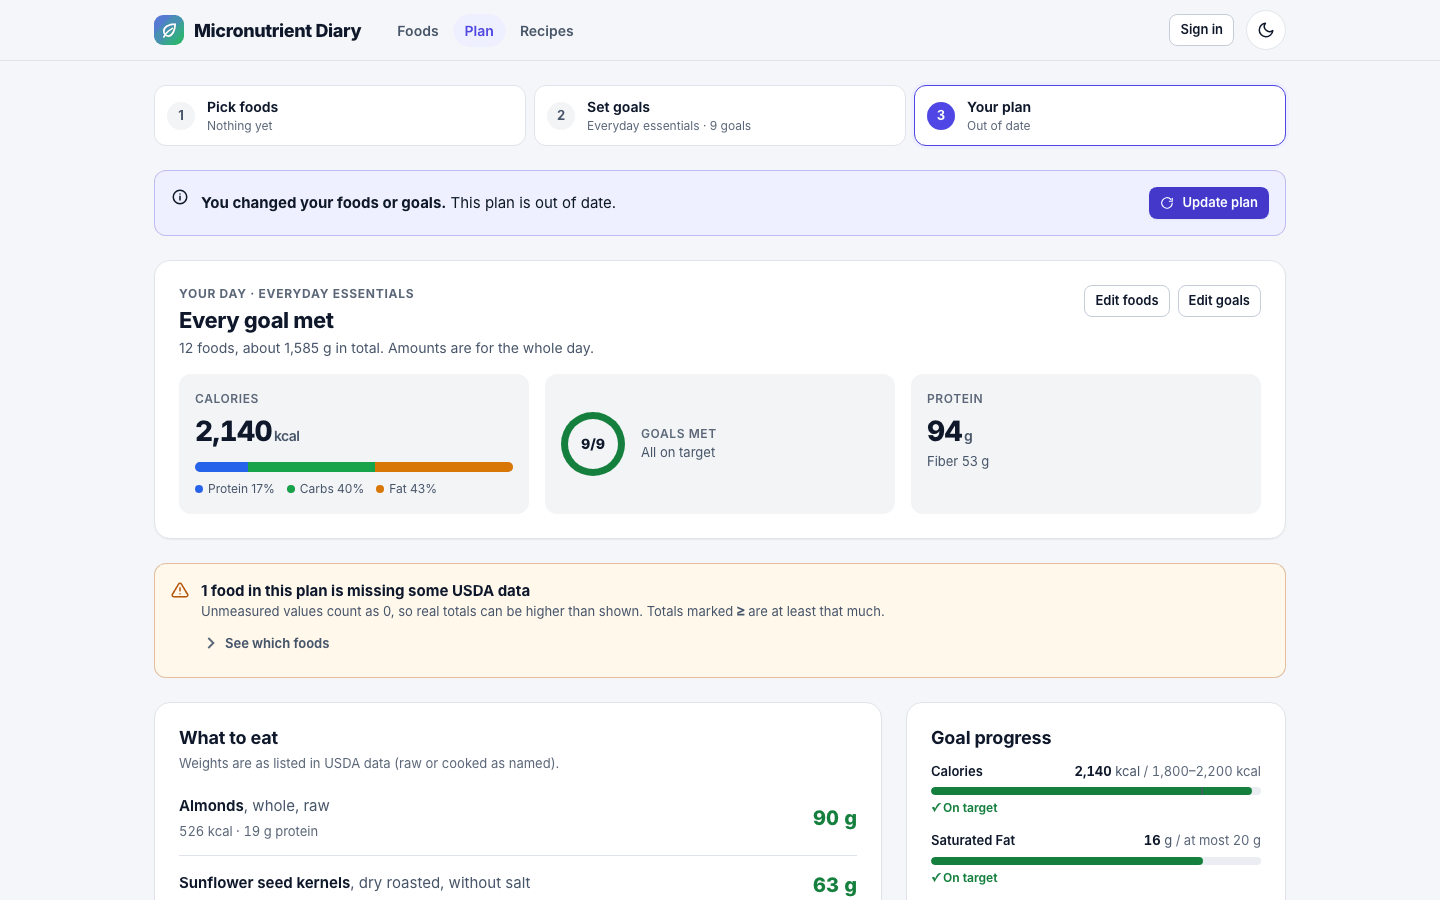 Micronutrient Diary
Foods
Plan
Recipes
Sign in
1
Pick foods
Nothing yet
2
Set goals
Everyday essentials · 9 goals
3
Your plan
Out of date
You changed your foods or goals. This plan is out of date.
Update plan
YOUR DAY · EVERYDAY ESSENTIALS
Every goal met
12 foods, about 1,585 g in total. Amounts are for the whole day.
Edit foods
Edit goals
CALORIES
2,140 kcal
Protein 17%
Carbs 40%
Fat 43%
9/9
GOALS MET
All on target
PROTEIN
94 g
Fiber 53 g
1 food in this plan is missing some USDA data
Unmeasured values count as 0, so real totals can be higher than shown. Totals marked ≥ are at least that much.
See which foods
What to eat
Weights are as listed in USDA data (raw or cooked as named).
Almonds, whole, raw
526 kcal · 19 g protein
90 g
Sunflower seed kernels, dry roasted, without salt
63 g
Goal progress
Calories
2,140 kcal / 1,800–2,200 kcal
✓ On target
Saturated Fat
16 g / at most 20 g
✓ On target